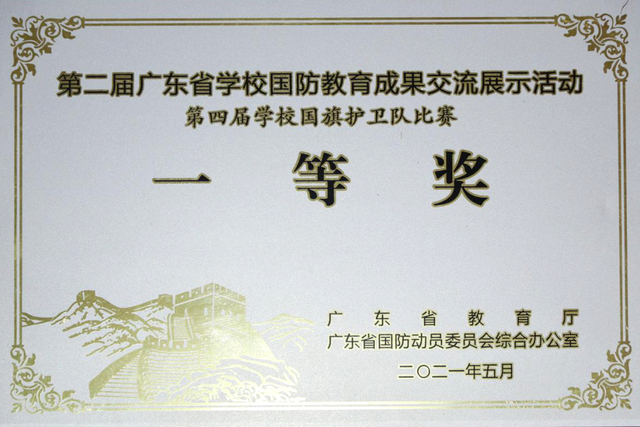 第二届广东省学校国防教育成果交流展示活动
第四届学校国旗护卫队比赛
一等奖
广东省教育厅
广东省国防动员委员会综合办公室
二〇二一年五月